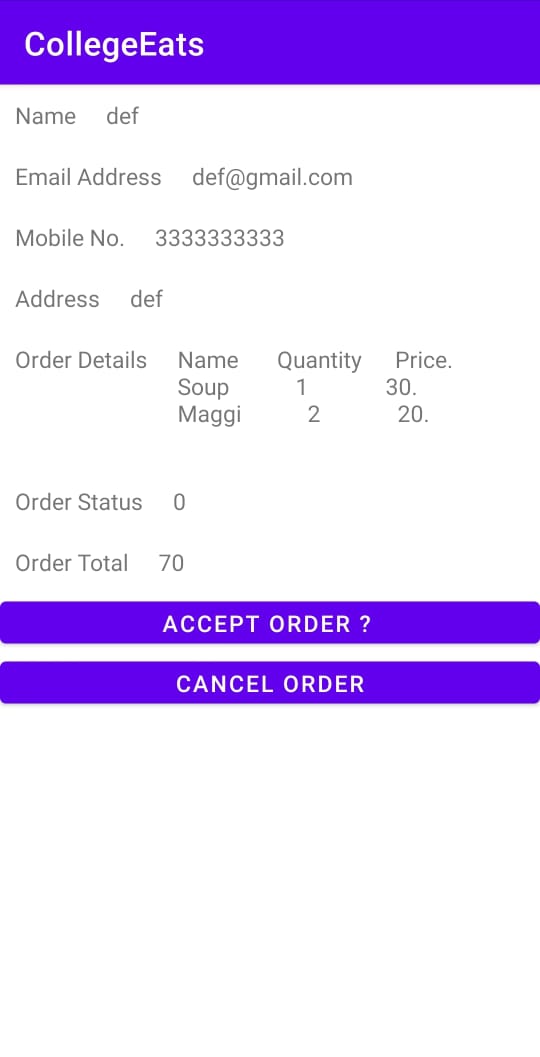 CollegeEats
Name def
Email Address def@gmail.com
Mobile No. 3333333333
Address def
Order Details Name Quantity Price.
Soup 1 30.
Maggi 2 20.
Order Status 0
Order Total 70
ACCEPT ORDER ?
CANCEL ORDER